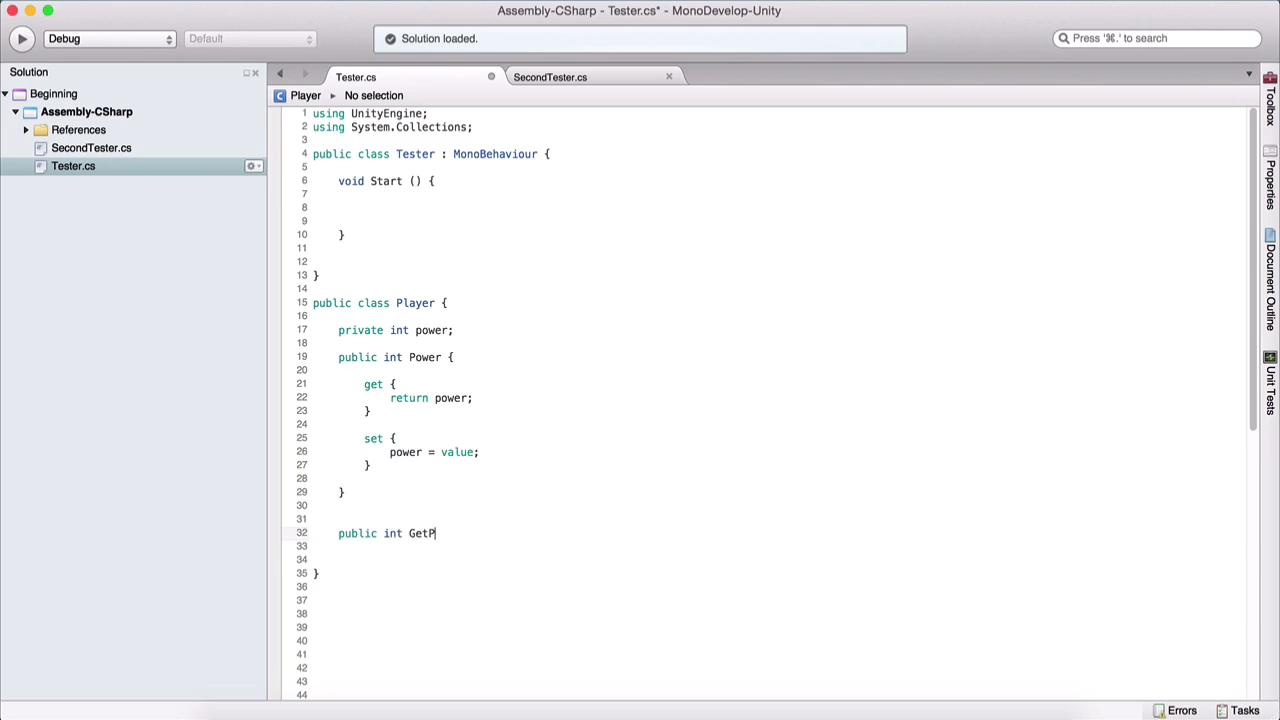 Assembly-CSharp - Tester.cs* - MonoDevelop-Unity
Debug
Default
Solution loaded.
Press '⌘.' to search
Solution
Beginning
Assembly-CSharp
References
SecondTester.cs
Tester.cs
Tester.cs
SecondTester.cs
Player ▸ No selection
1 using UnityEngine;
2 using System.Collections;
3
4 public class Tester : MonoBehaviour {
5
6 void Start () {
7
8
9
10 }
11
12
13 }
14
15 public class Player {
16
17 private int power;
18
19 public int Power {
20
21 get {
22 return power;
23 }
24
25 set {
26 power = value;
27 }
28
29 }
30
31
32 public int GetP
33
34
35 }
36
37
38
39
40
41
42
43
44
Toolbox
Properties
Document Outline
Unit Tests
Errors
Tasks